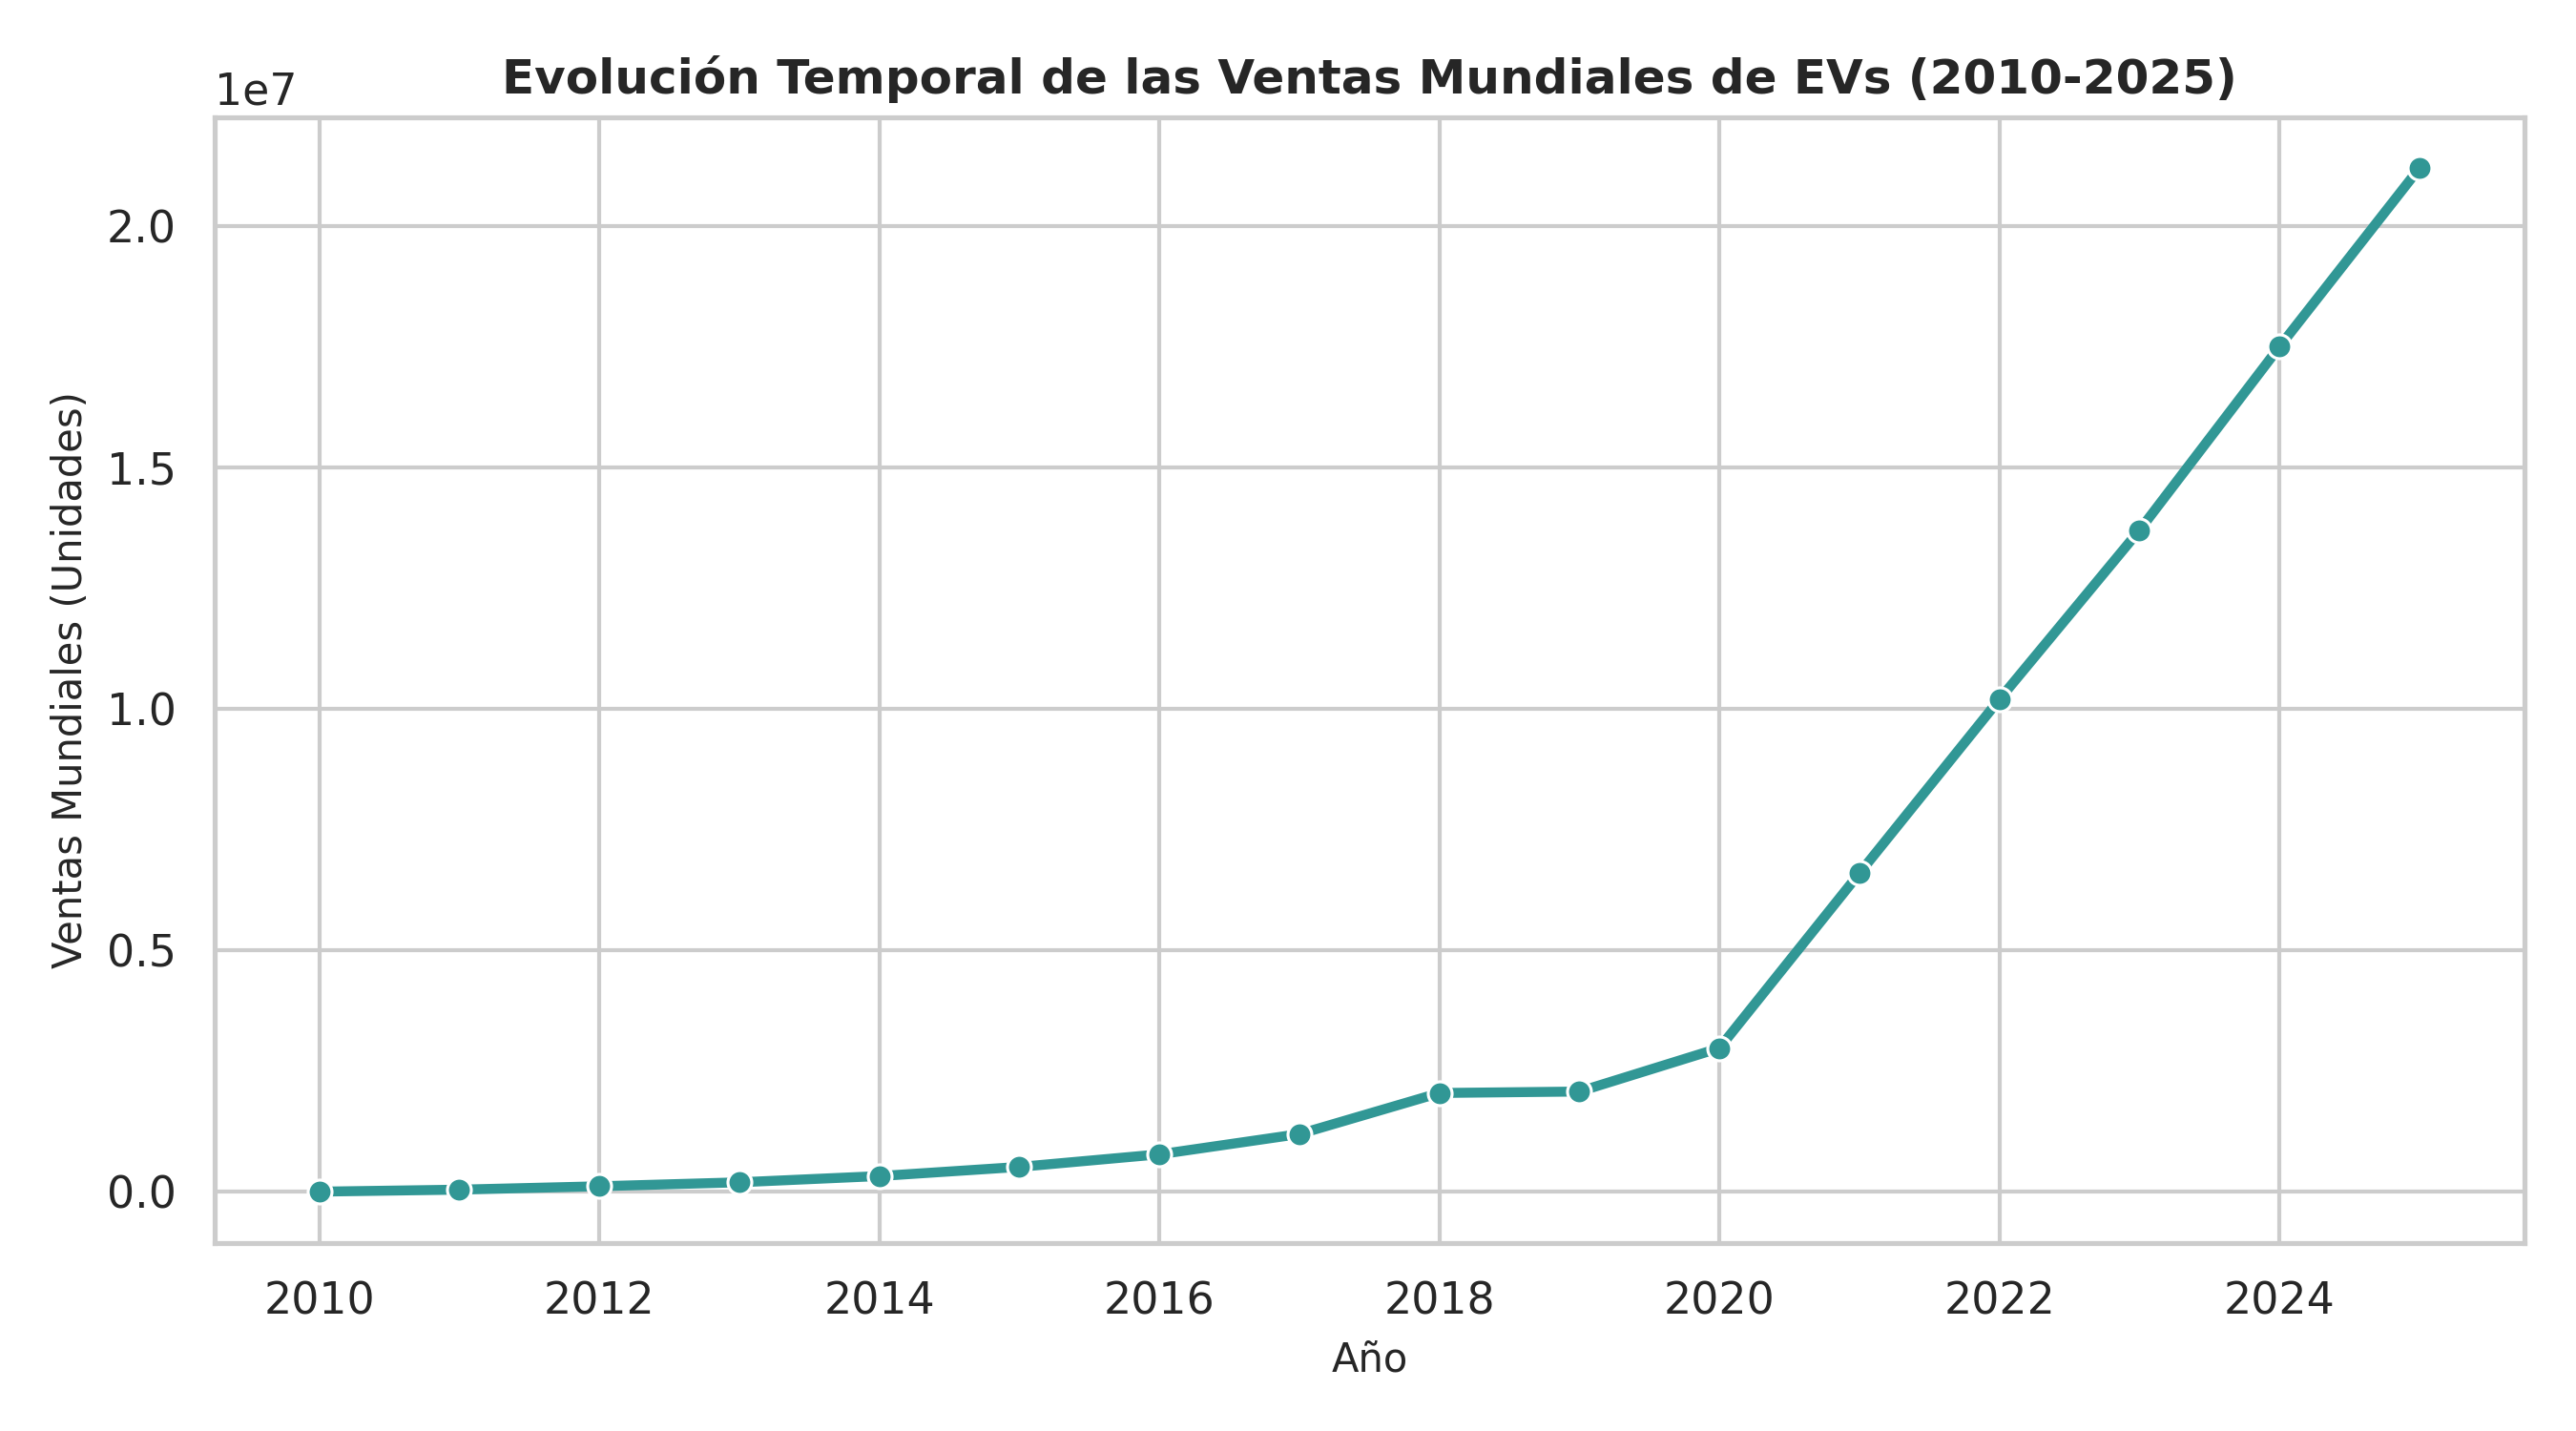 Evolución Temporal de las Ventas Mundiales de EVs (2010-2025)
1e7
2.0
1.5
1.0
0.5
0.0
Ventas Mundiales (Unidades)
2010 2012 2014 2016 2018 2020 2022 2024
Año